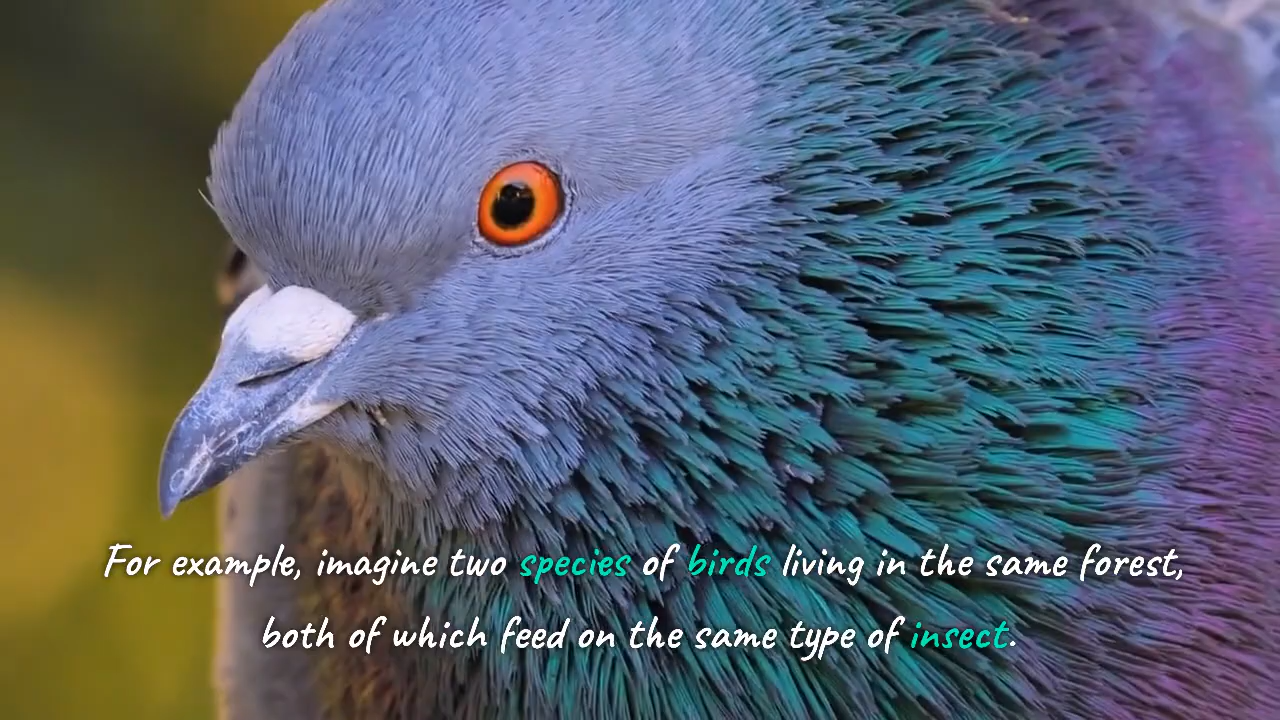 For example, imagine two species of birds living in the same forest,
both of which feed on the same type of insect.